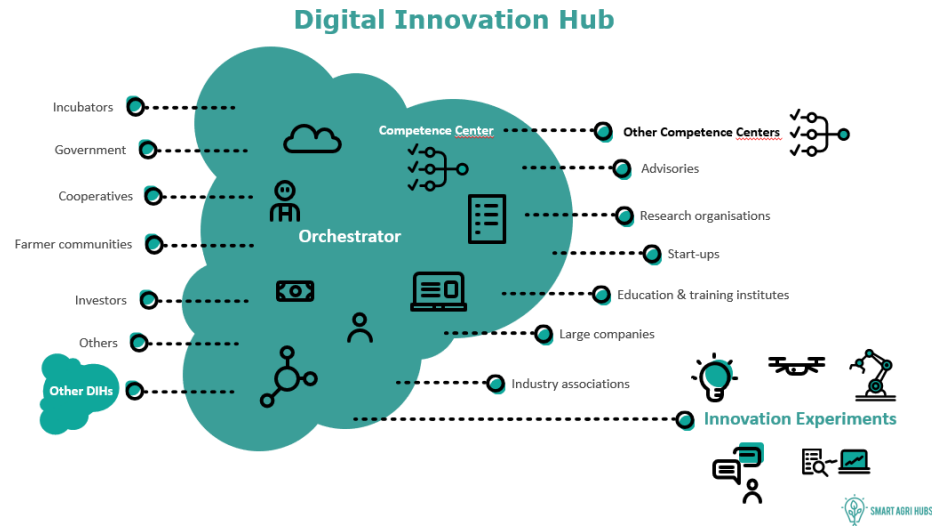 Digital Innovation Hub
Incubators
Government
Cooperatives
Farmer communities
Investors
Others
Other DIHs
Competence Center
Orchestrator
Other Competence Centers
Advisories
Research organisations
Start-ups
Education & training institutes
Large companies
Industry associations
Innovation Experiments
SMART AGRI HUBS